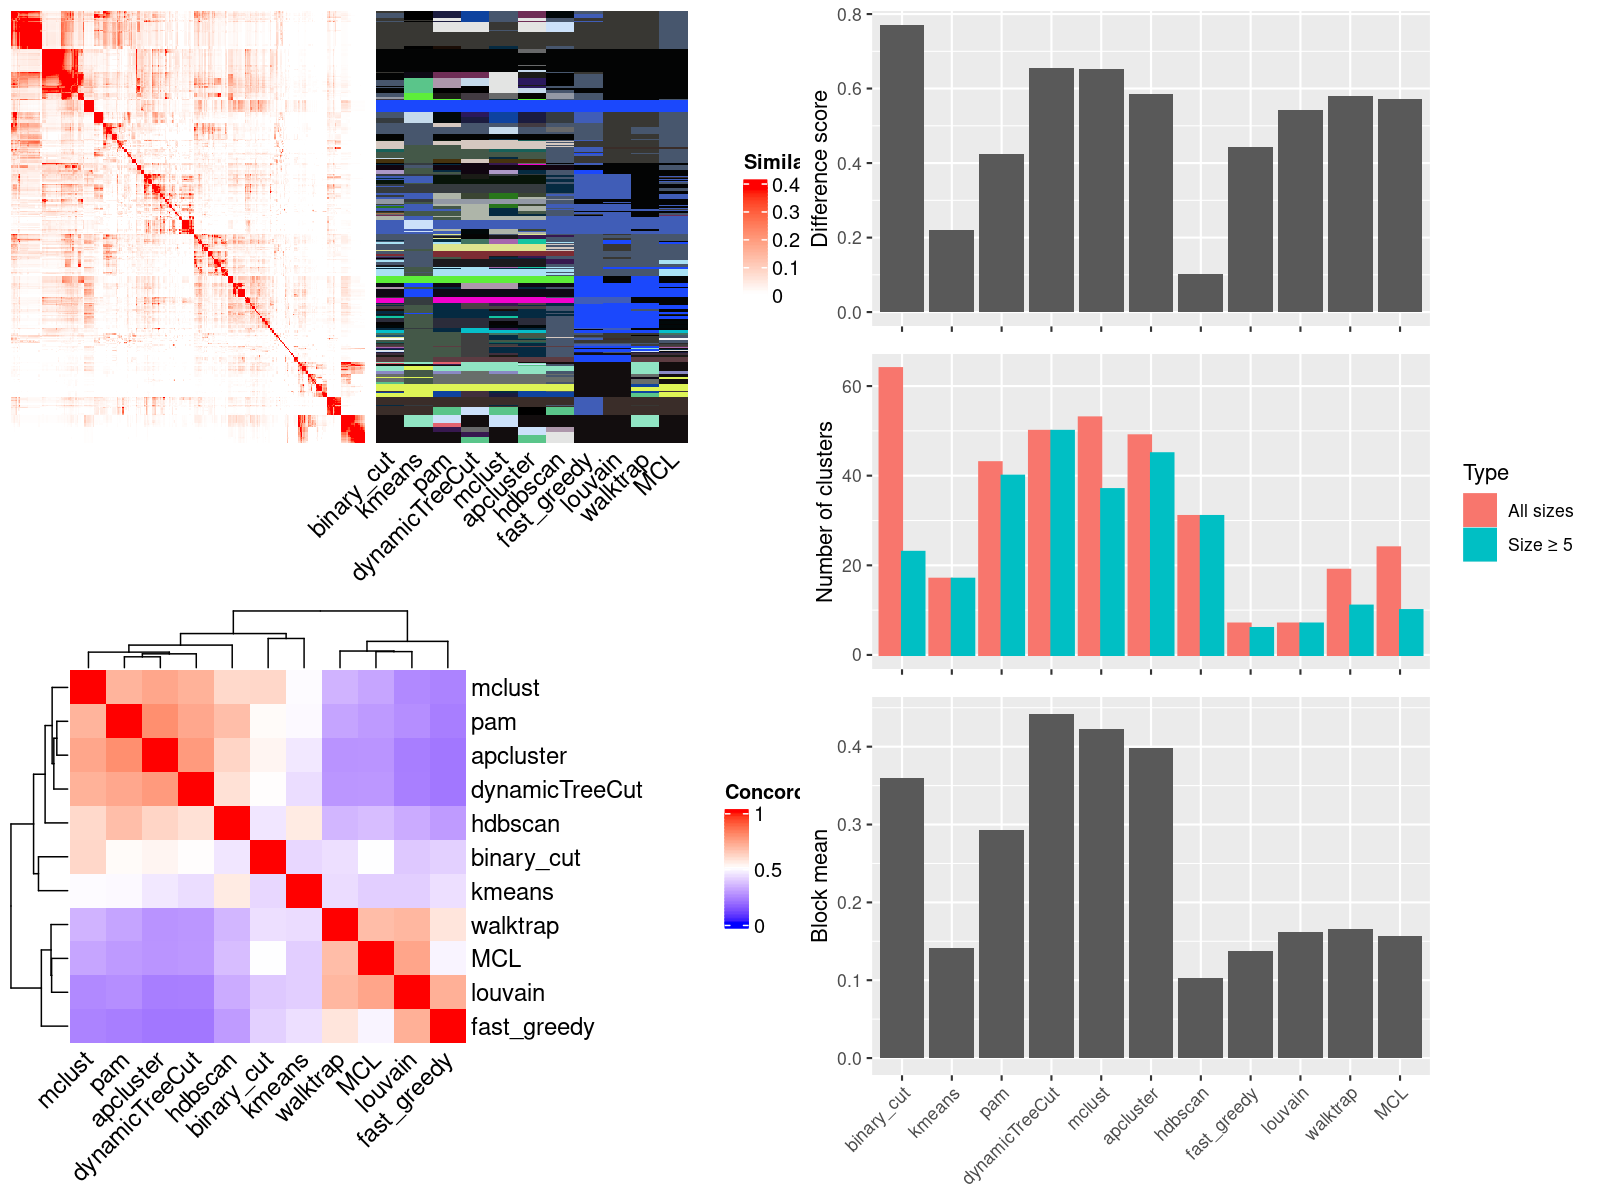 Simila
0.4
0.3
0.2
0.1
0
binary_cut
kmeans
pam
dynamicTreeCut
mclust
apcluster
hdbscan
fast_greedy
louvain
walktrap
MCL
mclust
pam
apcluster
dynamicTreeCut
hdbscan
binary_cut
kmeans
walktrap
MCL
louvain
fast_greedy
mclust
pam
apcluster
dynamicTreeCut
hdbscan
binary_cut
kmeans
walktrap
MCL
louvain
fast_greedy
Concord
1
0.5
0
Difference score
0.8
0.6
0.4
0.2
0.0
Number of clusters
60
40
20
0
Type
All sizes
Size ≥ 5
Block mean
0.4
0.3
0.2
0.1
0.0
binary_cut
kmeans
pam
dynamicTreeCut
mclust
apcluster
hdbscan
fast_greedy
louvain
walktrap
MCL